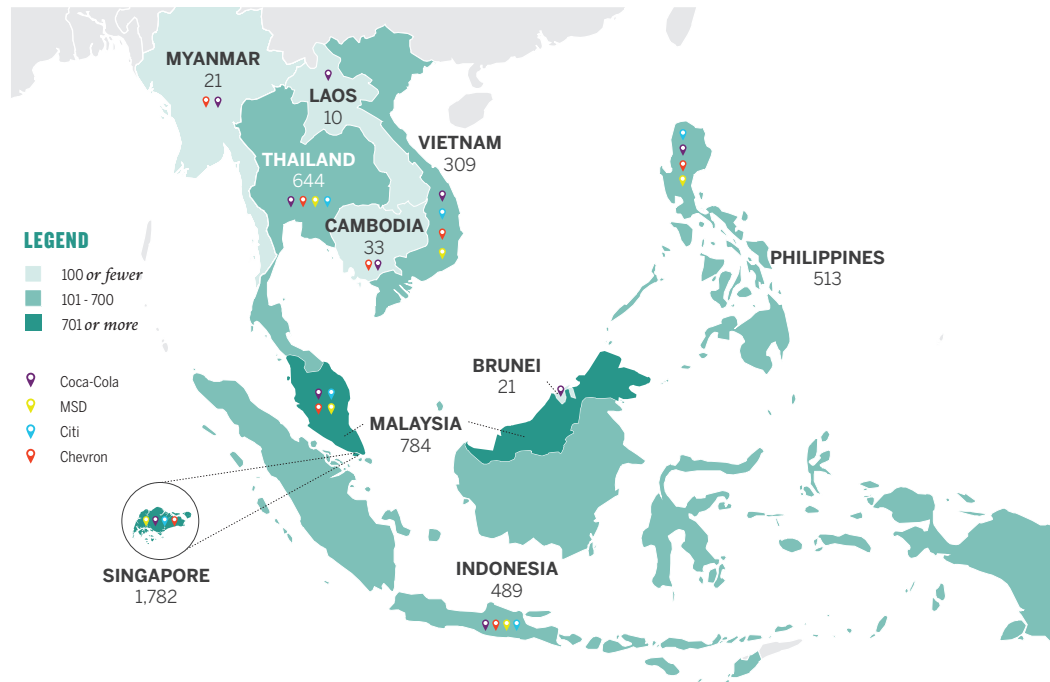 MYANMAR
21
LAOS
10
VIETNAM
309
THAILAND
644
CAMBODIA
33
LEGEND
100 or fewer
101 - 700
701 or more
Coca-Cola
MSD
Citi
Chevron
PHILIPPINES
513
BRUNEI
21
MALAYSIA
784
SINGAPORE
1,782
INDONESIA
489